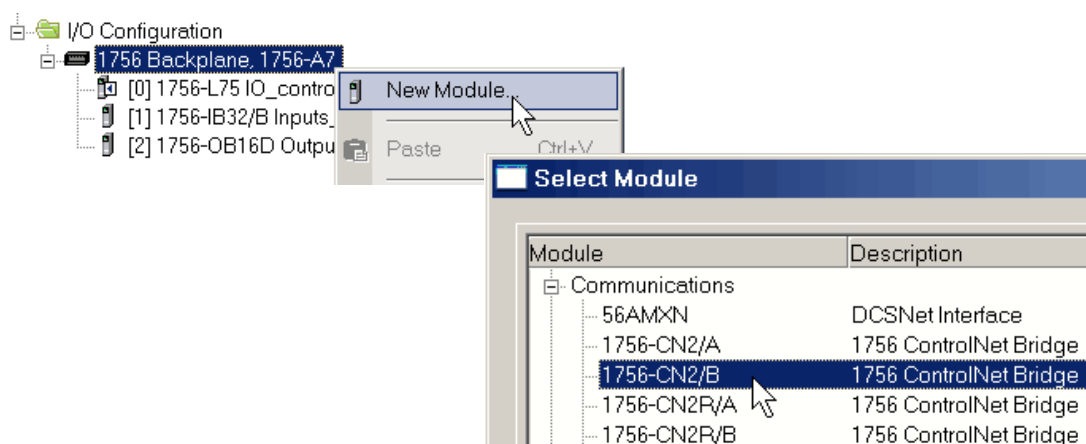 I/O Configuration
1756 Backplane, 1756-A7
[0] 1756-L75 IO_contro
[1] 1756-IB32/B Inputs_
[2] 1756-OB16D Outpu
New Module...
Paste Ctrl+V
Select Module
Module Description
Communications
56AMXN DCSNet Interface
1756-CN2/A 1756 ControlNet Bridge
1756-CN2/B 1756 ControlNet Bridge
1756-CN2R/A 1756 ControlNet Bridge
1756-CN2R/B 1756 ControlNet Bridge